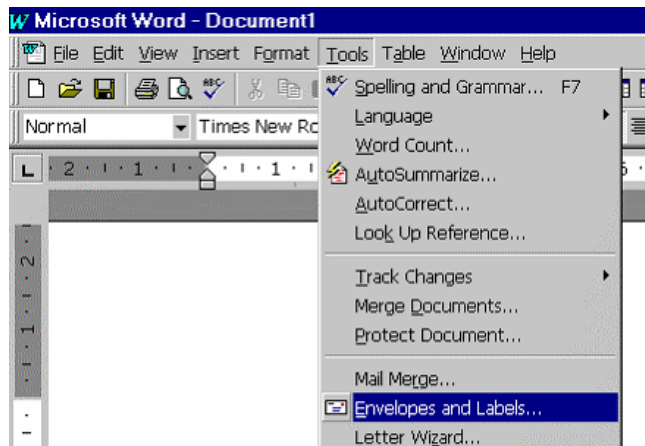 Microsoft Word - Document1
File Edit View Insert Format Tools Table Window Help
Normal Times New Ro
Spelling and Grammar... F7
Language
Word Count...
AutoSummarize...
AutoCorrect...
Look Up Reference...
Track Changes
Merge Documents...
Protect Document...
Mail Merge...
Envelopes and Labels...
Letter Wizard...